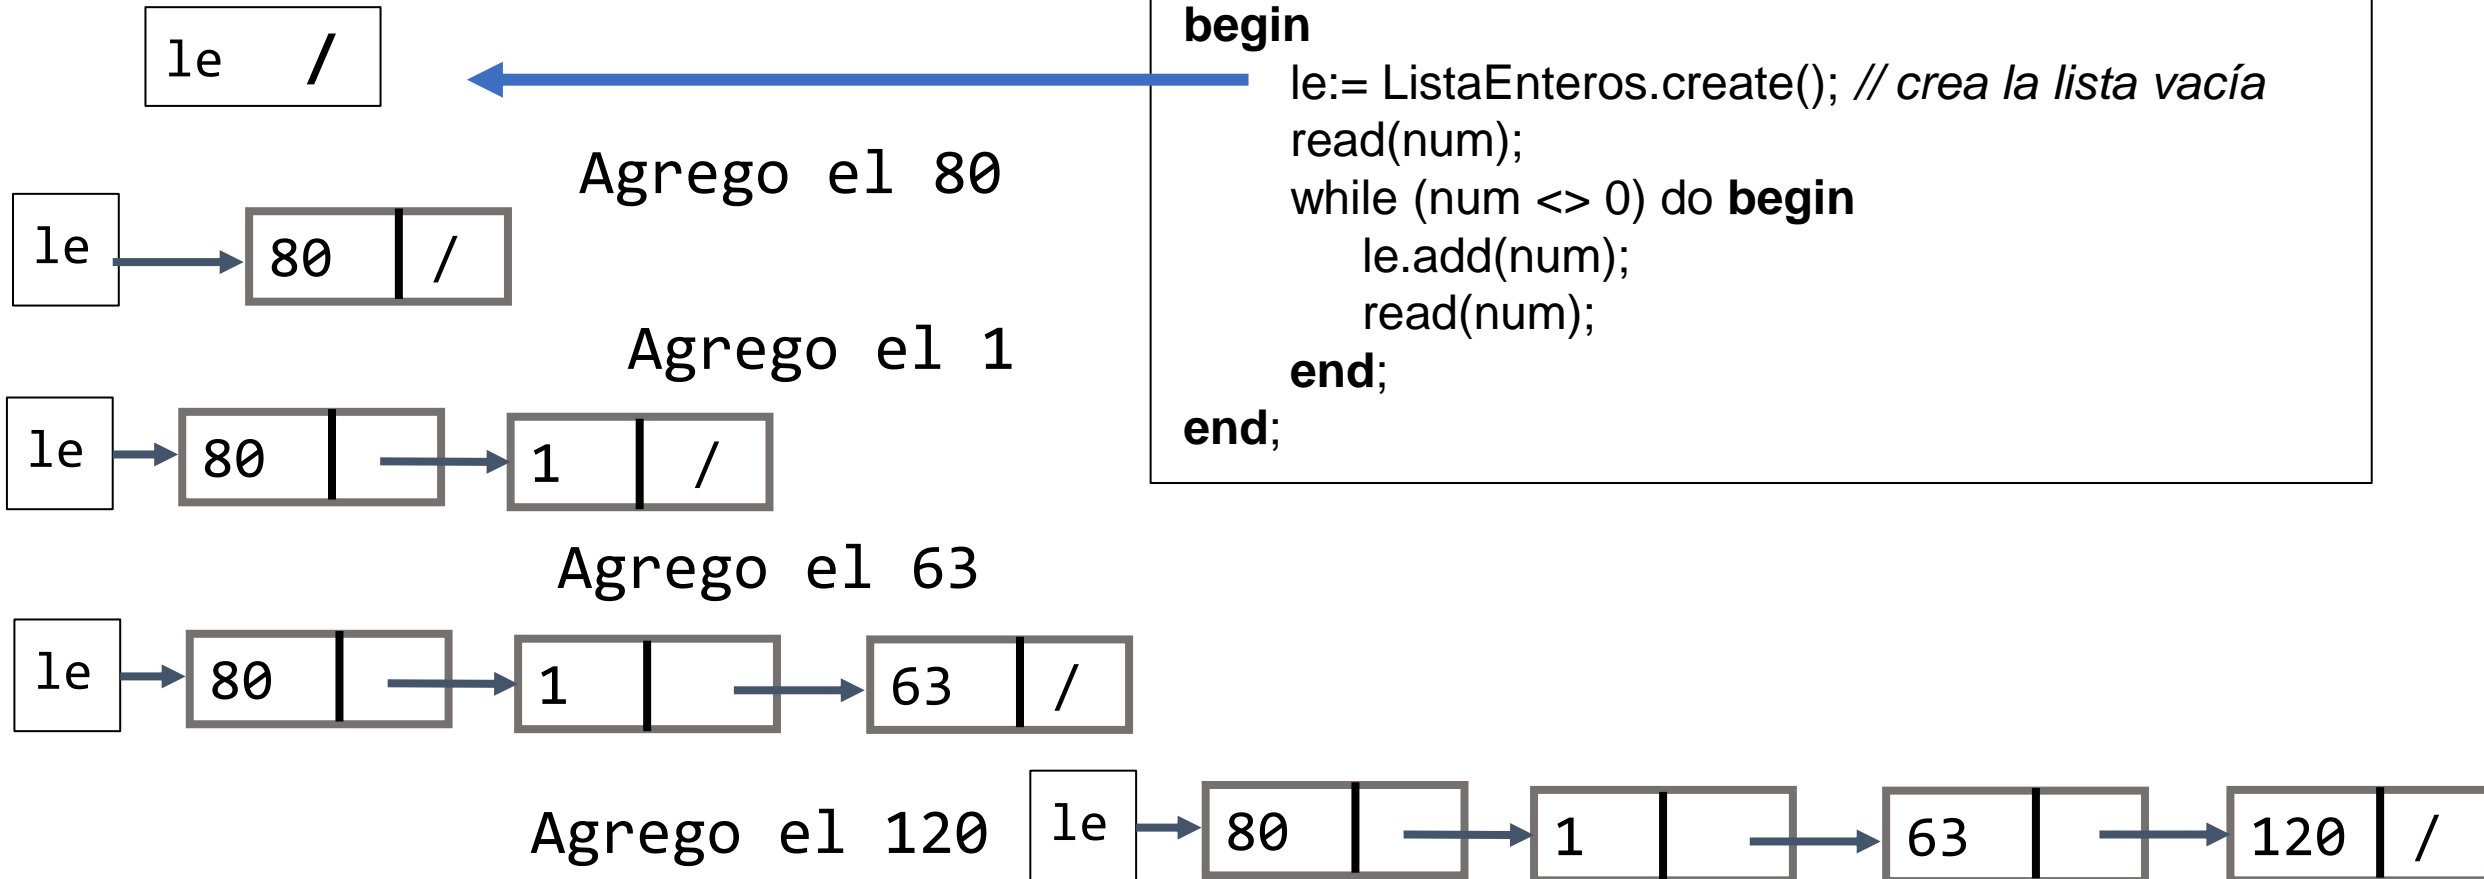 le /
begin
le:= ListaEnteros.create(); // crea la lista vacía
read(num);
while (num <> 0) do begin
le.add(num);
read(num);
end;
end;
Agrego el 80
le 80 /
Agrego el 1
le 80 1 /
Agrego el 63
le 80 1 63 /
Agrego el 120
le 80 1 63 120 /